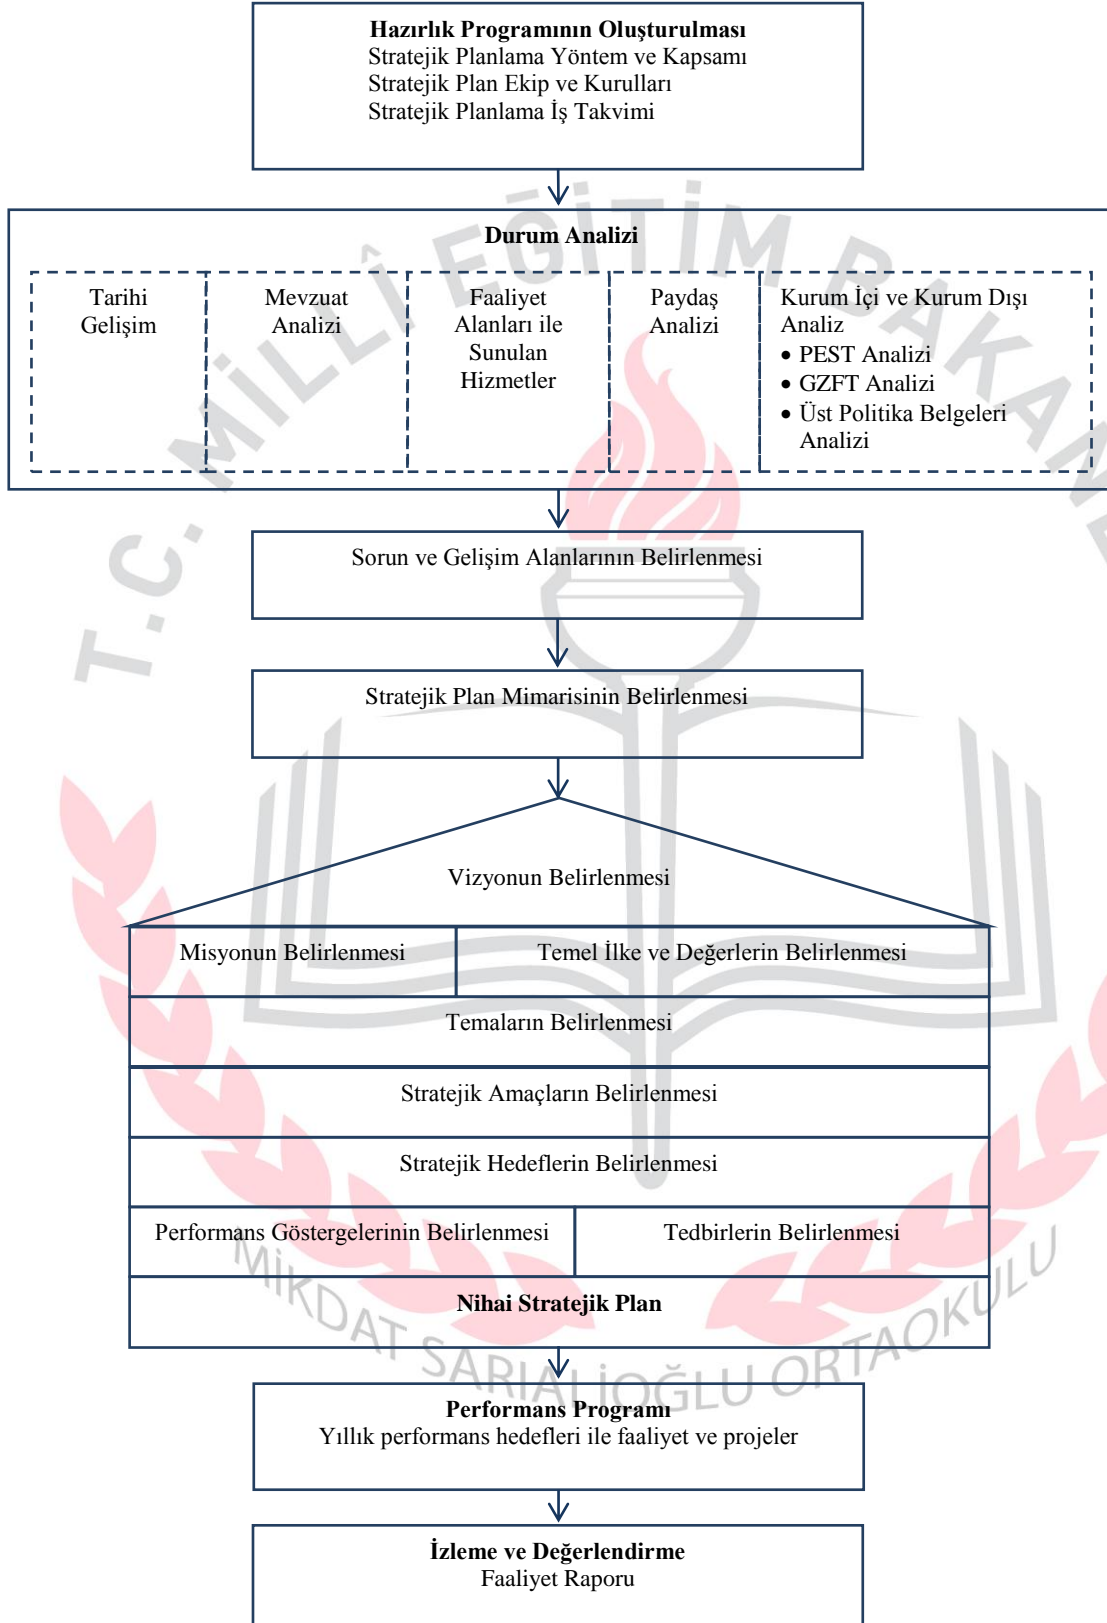 Hazırlık Programının Oluşturulması
Stratejik Planlama Yöntem ve Kapsamı
Stratejik Plan Ekip ve Kurulları
Stratejik Planlama İş Takvimi
Durum Analizi
Tarihi
Gelişim
Mevzuat
Analizi
Faaliyet
Alanları ile
Sunulan
Hizmetler
Paydaş
Analizi
Kurum İçi ve Kurum Dışı
Analiz
• PEST Analizi
• GZFT Analizi
• Üst Politika Belgeleri
Analizi
Sorun ve Gelişim Alanlarının Belirlenmesi
Stratejik Plan Mimarisinin Belirlenmesi
Vizyonun Belirlenmesi
Misyonun Belirlenmesi
Temel İlke ve Değerlerin Belirlenmesi
Temaların Belirlenmesi
Stratejik Amaçların Belirlenmesi
Stratejik Hedeflerin Belirlenmesi
Performans Göstergelerinin Belirlenmesi
Tedbirlerin Belirlenmesi
Nihai Stratejik Plan
Performans Programı
Yıllık performans hedefleri ile faaliyet ve projeler
İzleme ve Değerlendirme
Faaliyet Raporu
T.C. MİLLÎ EĞİTİM
MİKDAT SARIALİOĞLU ORTAOKULU